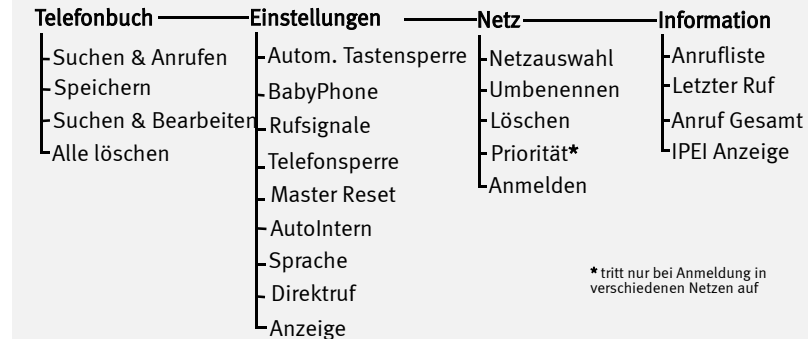 Telefonbuch
Suchen & Anrufen
Speichern
Suchen & Bearbeiten
Alle löschen
Einstellungen
Autom. Tastensperre
BabyPhone
Rufsignale
Telefonsperre
Master Reset
AutoIntern
Sprache
Direktruf
Anzeige
Netz
Netzauswahl
Umbenennen
Löschen
Priorität*
Anmelden
Information
Anrufliste
Letzter Ruf
Anruf Gesamt
IPEI Anzeige
* tritt nur bei Anmeldung in
verschiedenen Netzen auf